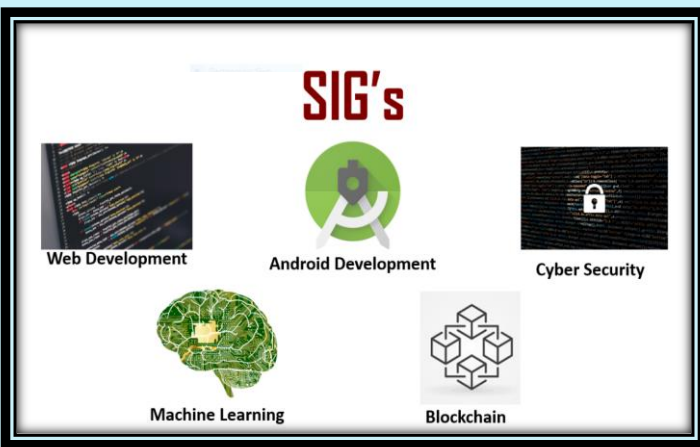 SIG's
Web Development
Android Development
Cyber Security
Machine Learning
Blockchain